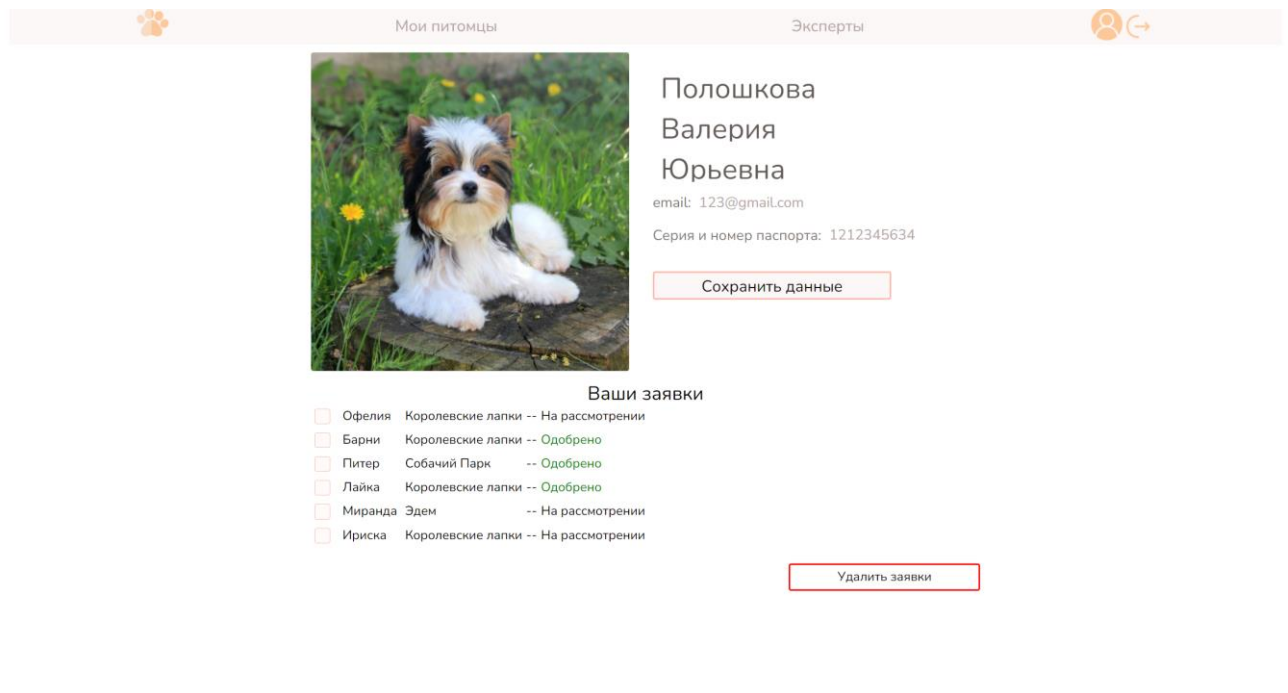 Мои питомцы Эксперты
Полошкова
Валерия
Юрьевна
email: 123@gmail.com
Серия и номер паспорта: 1212345634
Сохранить данные
Ваши заявки
Офелия Королевские лапки -- На рассмотрении
Барни Королевские лапки -- Одобрено
Питер Собачий Парк -- Одобрено
Лайка Королевские лапки -- Одобрено
Миранда Эдем -- На рассмотрении
Ириска Королевские лапки -- На рассмотрении
Удалить заявки